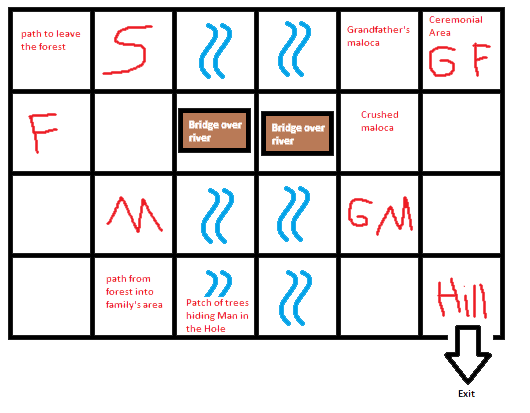 path to leave
the forest
S
Grandfather's
maloca
Ceremonial
Area
GF
F
Bridge over
river
Bridge over
river
Crushed
maloca
M
GM
path from
forest into
family's area
Patch of trees
hiding Man in
the Hole
Hill
Exit